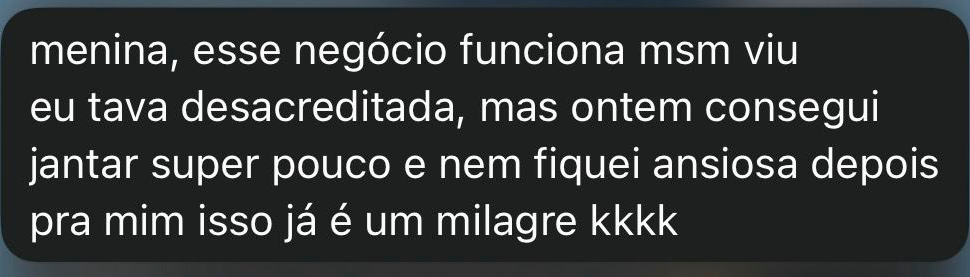 menina, esse negócio funciona msm viu
eu tava desacreditada, mas ontem consegui
jantar super pouco e nem fiquei ansiosa depois
pra mim isso já é um milagre kkkk